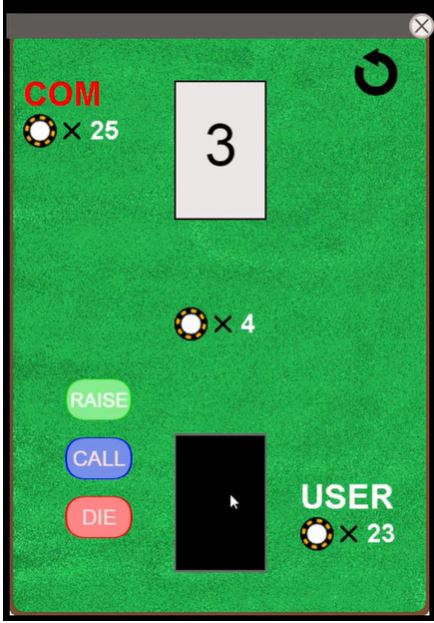 COM
× 25
3
× 4
RAISE
CALL
DIE
USER
× 23